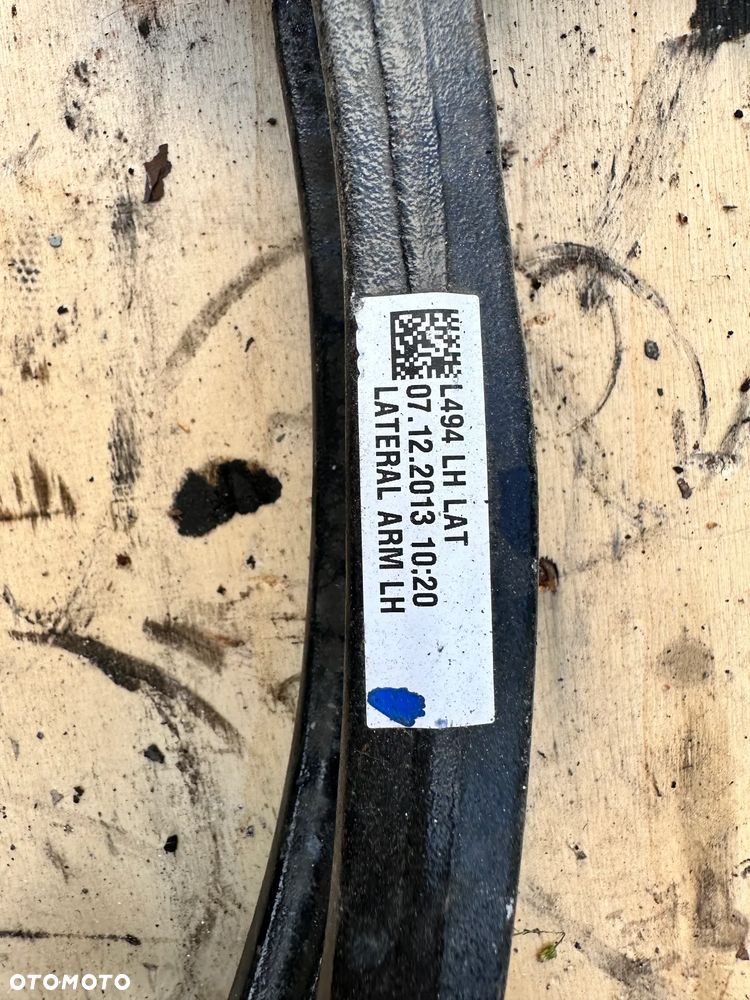 L494 LH LAT
07.12.2013 10:20
LATERAL ARM LH
OTOMOTO